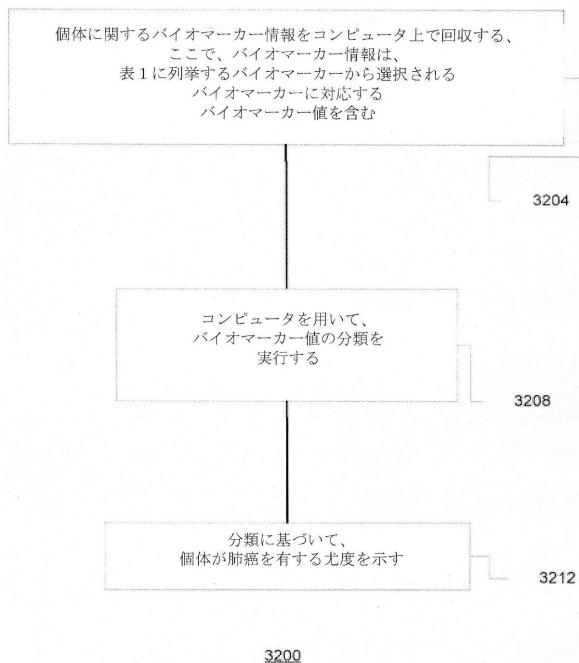 個体に関するバイオマーカー情報をコンピュータ上で回収する、
ここで、バイオマーカー情報は、
表1に列挙するバイオマーカーから選択される
バイオマーカーに対応する
バイオマーカー値を含む
3204
コンピュータを用いて、
バイオマーカー値の分類を
実行する
3208
分類に基づいて、
個体が肺癌を有する尤度を示す
3212
3200